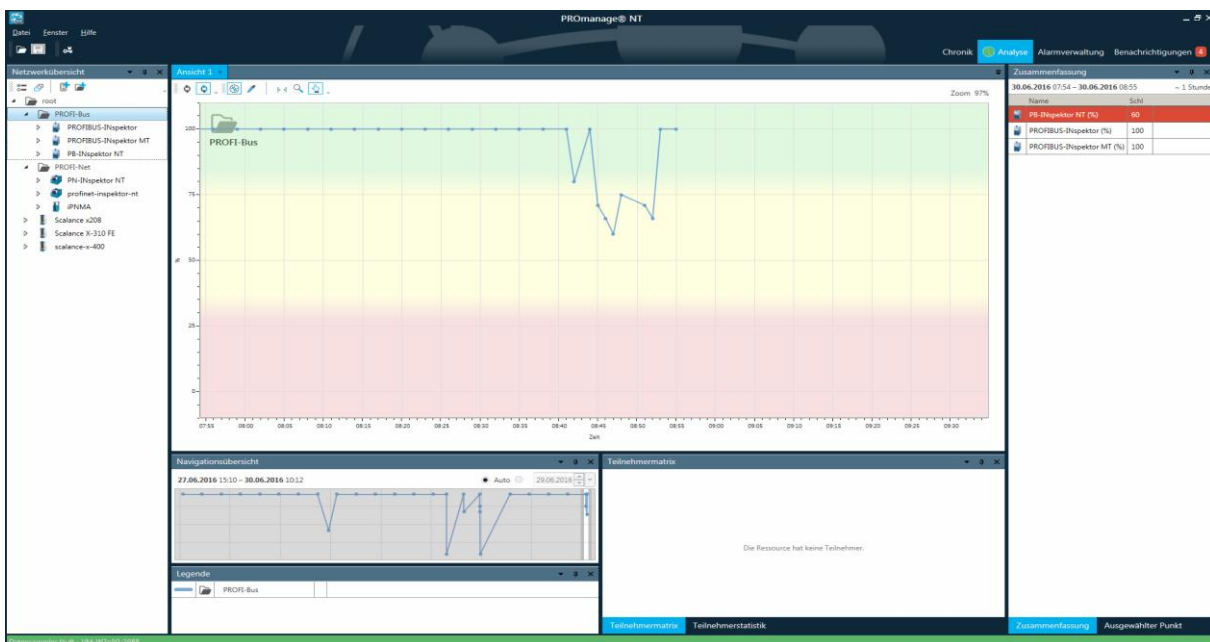 PROmanage® NT
Datei Fenster Hilfe
Chronik Analyse Alarmverwaltung Benachrichtigungen 4
Netzwerkübersicht
root
PROFI-Bus
PROFIBUS-INspektor
PROFIBUS-INspektor MT
PB-INspektor NT
PROFI-Net
PN-INspektor NT
profinet-inspektor-nt
iPNMA
Scalance x208
Scalance X-310 FE
scalance-x-400
Ansicht 1
Zoom 97%
PROFI-Bus
100
75
50
25
0
%
07:55 08:00 08:05 08:10 08:15 08:20 08:25 08:30 08:35 08:40 08:45 08:50 08:55 09:00 09:05 09:10 09:15 09:20 09:25 09:30
Zeit
Navigationsübersicht
27.06.2016 15:10 – 30.06.2016 10:12
Auto
29.06.2016
Legende
PROFI-Bus
Teilnehmermatrix
Die Ressource hat keine Teilnehmer.
Teilnehmermatrix Teilnehmerstatistik
Zusammenfassung
30.06.2016 07:54 – 30.06.2016 08:55 ~ 1 Stunde
Name Schl
PB-INspektor NT (%) 60
PROFIBUS-INspektor (%) 100
PROFIBUS-INspektor MT (%) 100
Zusammenfassung Ausgewählter Punkt